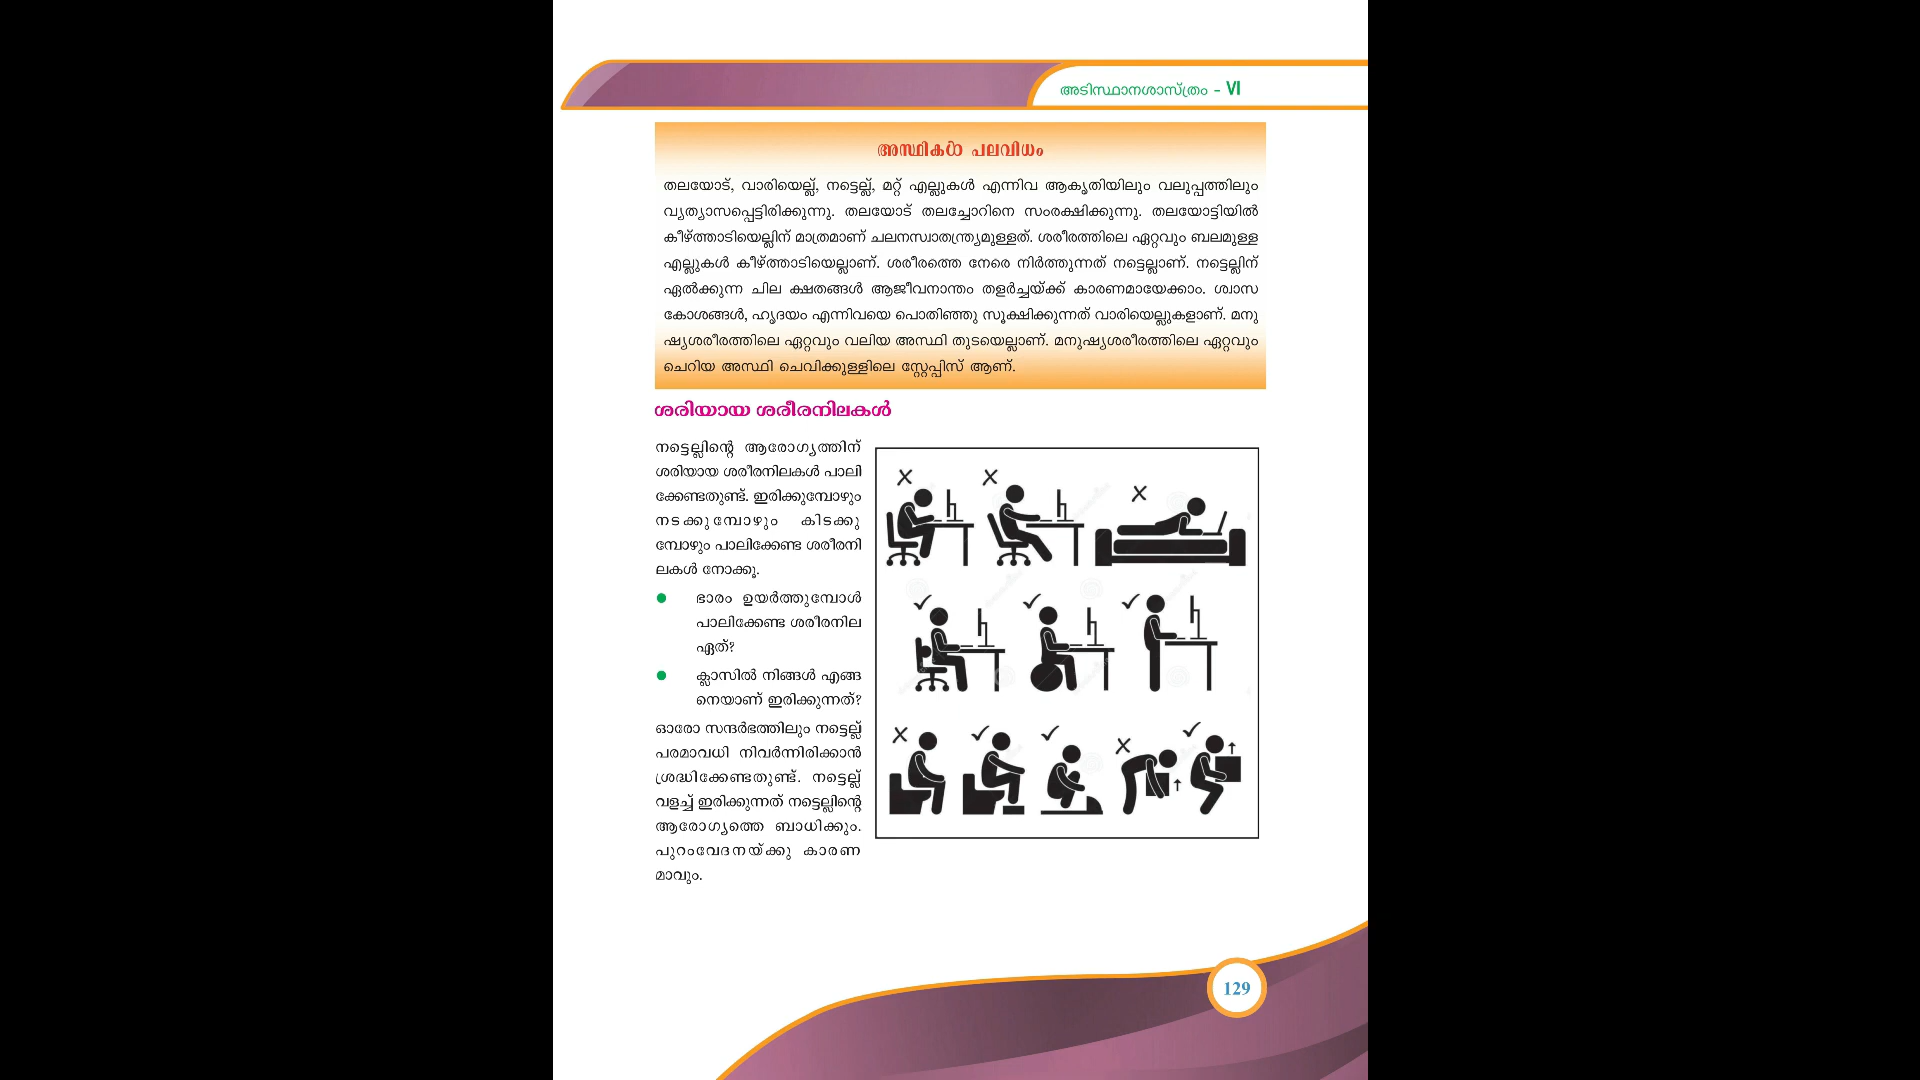 അടിസ്ഥാനശാസ്ത്രം - VI
അസ്ഥികൾ പലവിധം
തലയോട്, വാരിയെല്ല്, നട്ടെല്ല്, മറ്റ് എല്ലുകൾ എന്നിവ ആകൃതിയിലും വലുപ്പത്തിലും
വ്യത്യാസപ്പെട്ടിരിക്കുന്നു. തലയോട് തലച്ചോറിനെ സംരക്ഷിക്കുന്നു. തലയോട്ടിയിൽ
കീഴ്ത്താടിയെല്ലിന് മാത്രമാണ് ചലനസ്വാതന്ത്ര്യമുള്ളത്. ശരീരത്തിലെ ഏറ്റവും ബലമുള്ള
എല്ലുകൾ കീഴ്ത്താടിയെല്ലാണ്. ശരീരത്തെ നേരെ നിർത്തുന്നത് നട്ടെല്ലാണ്. നട്ടെല്ലിന്
ഏൽക്കുന്ന ചില ക്ഷതങ്ങൾ ആജീവനാന്തം തളർച്ചയ്ക്ക് കാരണമായേക്കാം. ശ്വാസ
കോശങ്ങൾ, ഹൃദയം എന്നിവയെ പൊതിഞ്ഞു സൂക്ഷിക്കുന്നത് വാരിയെല്ലുകളാണ്. മനു
ഷ്യശരീരത്തിലെ ഏറ്റവും വലിയ അസ്ഥി തുടയെല്ലാണ്. മനുഷ്യശരീരത്തിലെ ഏറ്റവും
ചെറിയ അസ്ഥി ചെവിക്കുള്ളിലെ സ്റ്റേപ്പിസ് ആണ്.
ശരിയായ ശരീരനിലകൾ
നട്ടെല്ലിന്റെ ആരോഗ്യത്തിന്
ശരിയായ ശരീരനിലകൾ പാലി
ക്കേണ്ടതുണ്ട്. ഇരിക്കുമ്പോഴും
നടക്കുമ്പോഴും കിടക്കു
മ്പോഴും പാലിക്കേണ്ട ശരീരനി
ലകൾ നോക്കൂ.
● ഭാരം ഉയർത്തുമ്പോൾ
പാലിക്കേണ്ട ശരീരനില
ഏത്?
● ക്ലാസിൽ നിങ്ങൾ എങ്ങ
നെയാണ് ഇരിക്കുന്നത്?
ഓരോ സന്ദർഭത്തിലും നട്ടെല്ല്
പരമാവധി നിവർന്നിരിക്കാൻ
ശ്രദ്ധിക്കേണ്ടതുണ്ട്. നട്ടെല്ല്
വളച്ച് ഇരിക്കുന്നത് നട്ടെല്ലിന്റെ
ആരോഗ്യത്തെ ബാധിക്കും.
പുറംവേദനയ്ക്കു കാരണ
മാവും.
129